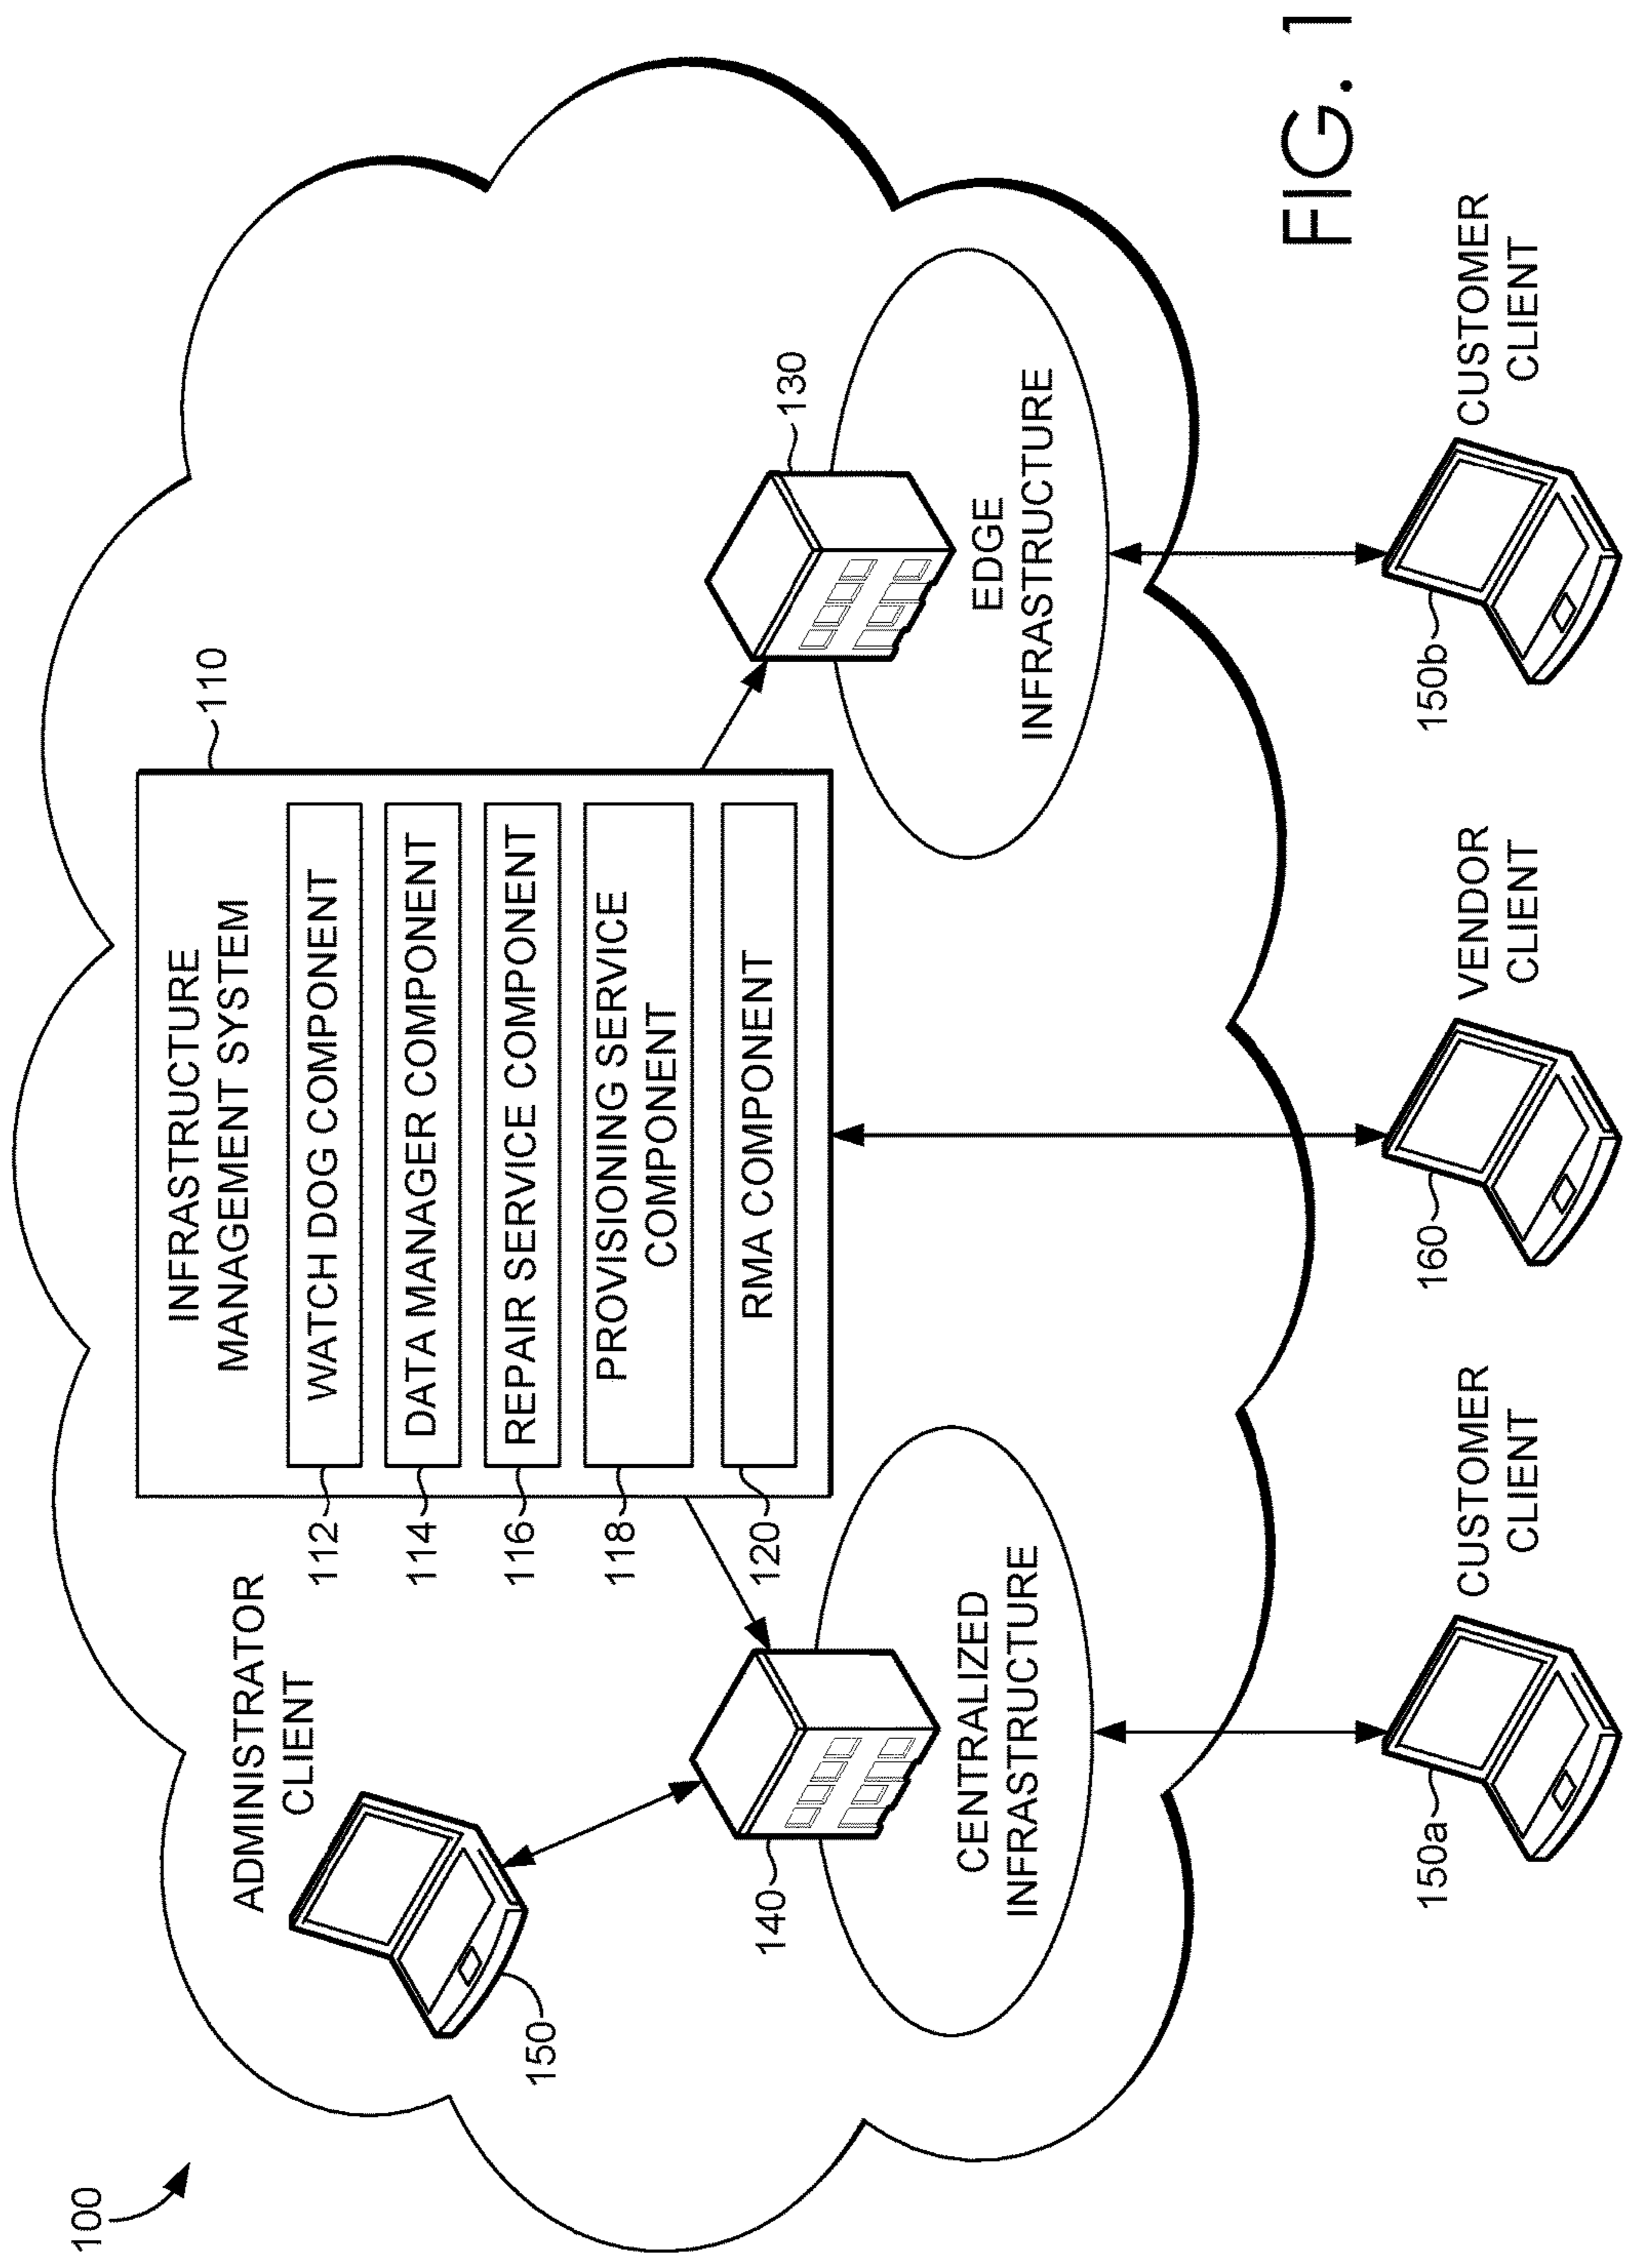 100
ADMINISTRATOR
CLIENT
150
INFRASTRUCTURE
MANAGEMENT SYSTEM
110
112
WATCH DOG COMPONENT
114
DATA MANAGER COMPONENT
116
REPAIR SERVICE COMPONENT
118
PROVISIONING SERVICE
COMPONENT
120
RMA COMPONENT
140
CENTRALIZED
INFRASTRUCTURE
130
EDGE
INFRASTRUCTURE
150a
CUSTOMER
CLIENT
160
VENDOR
CLIENT
150b
CUSTOMER
CLIENT
FIG. 1